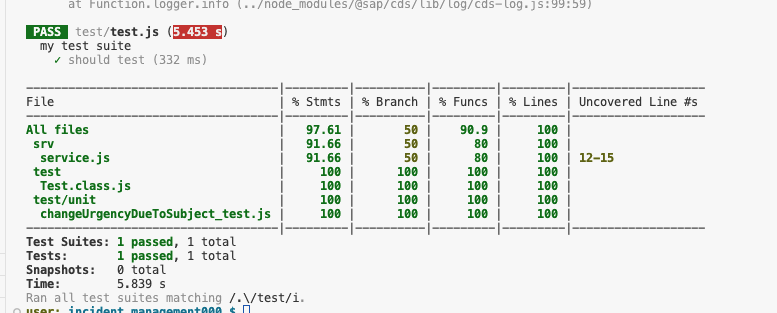 at Function.logger.info (../node_modules/@sap/cds/lib/log/cds-log.js:99:59)
PASS test/test.js (5.453 s)
my test suite
✓ should test (332 ms)
File | % Stmts | % Branch | % Funcs | % Lines | Uncovered Line #s
All files | 97.61 | 50 | 90.9 | 100 |
srv | 91.66 | 50 | 80 | 100 |
service.js | 91.66 | 50 | 80 | 100 | 12-15
test | 100 | 100 | 100 | 100 |
Test.class.js | 100 | 100 | 100 | 100 |
test/unit | 100 | 100 | 100 | 100 |
changeUrgencyDueToSubject_test.js | 100 | 100 | 100 | 100 |
Test Suites: 1 passed, 1 total
Tests: 1 passed, 1 total
Snapshots: 0 total
Time: 5.839 s
Ran all test suites matching /.\/test/i.
user: incident_management000 $